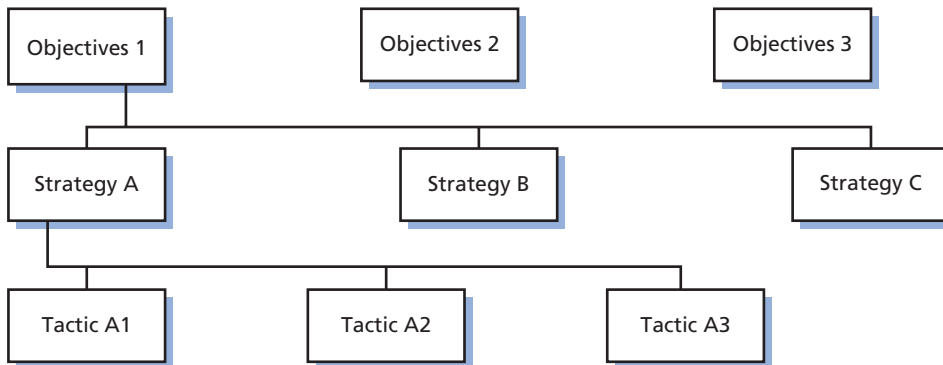 Objectives 1
Objectives 2
Objectives 3
Strategy A
Strategy B
Strategy C
Tactic A1
Tactic A2
Tactic A3